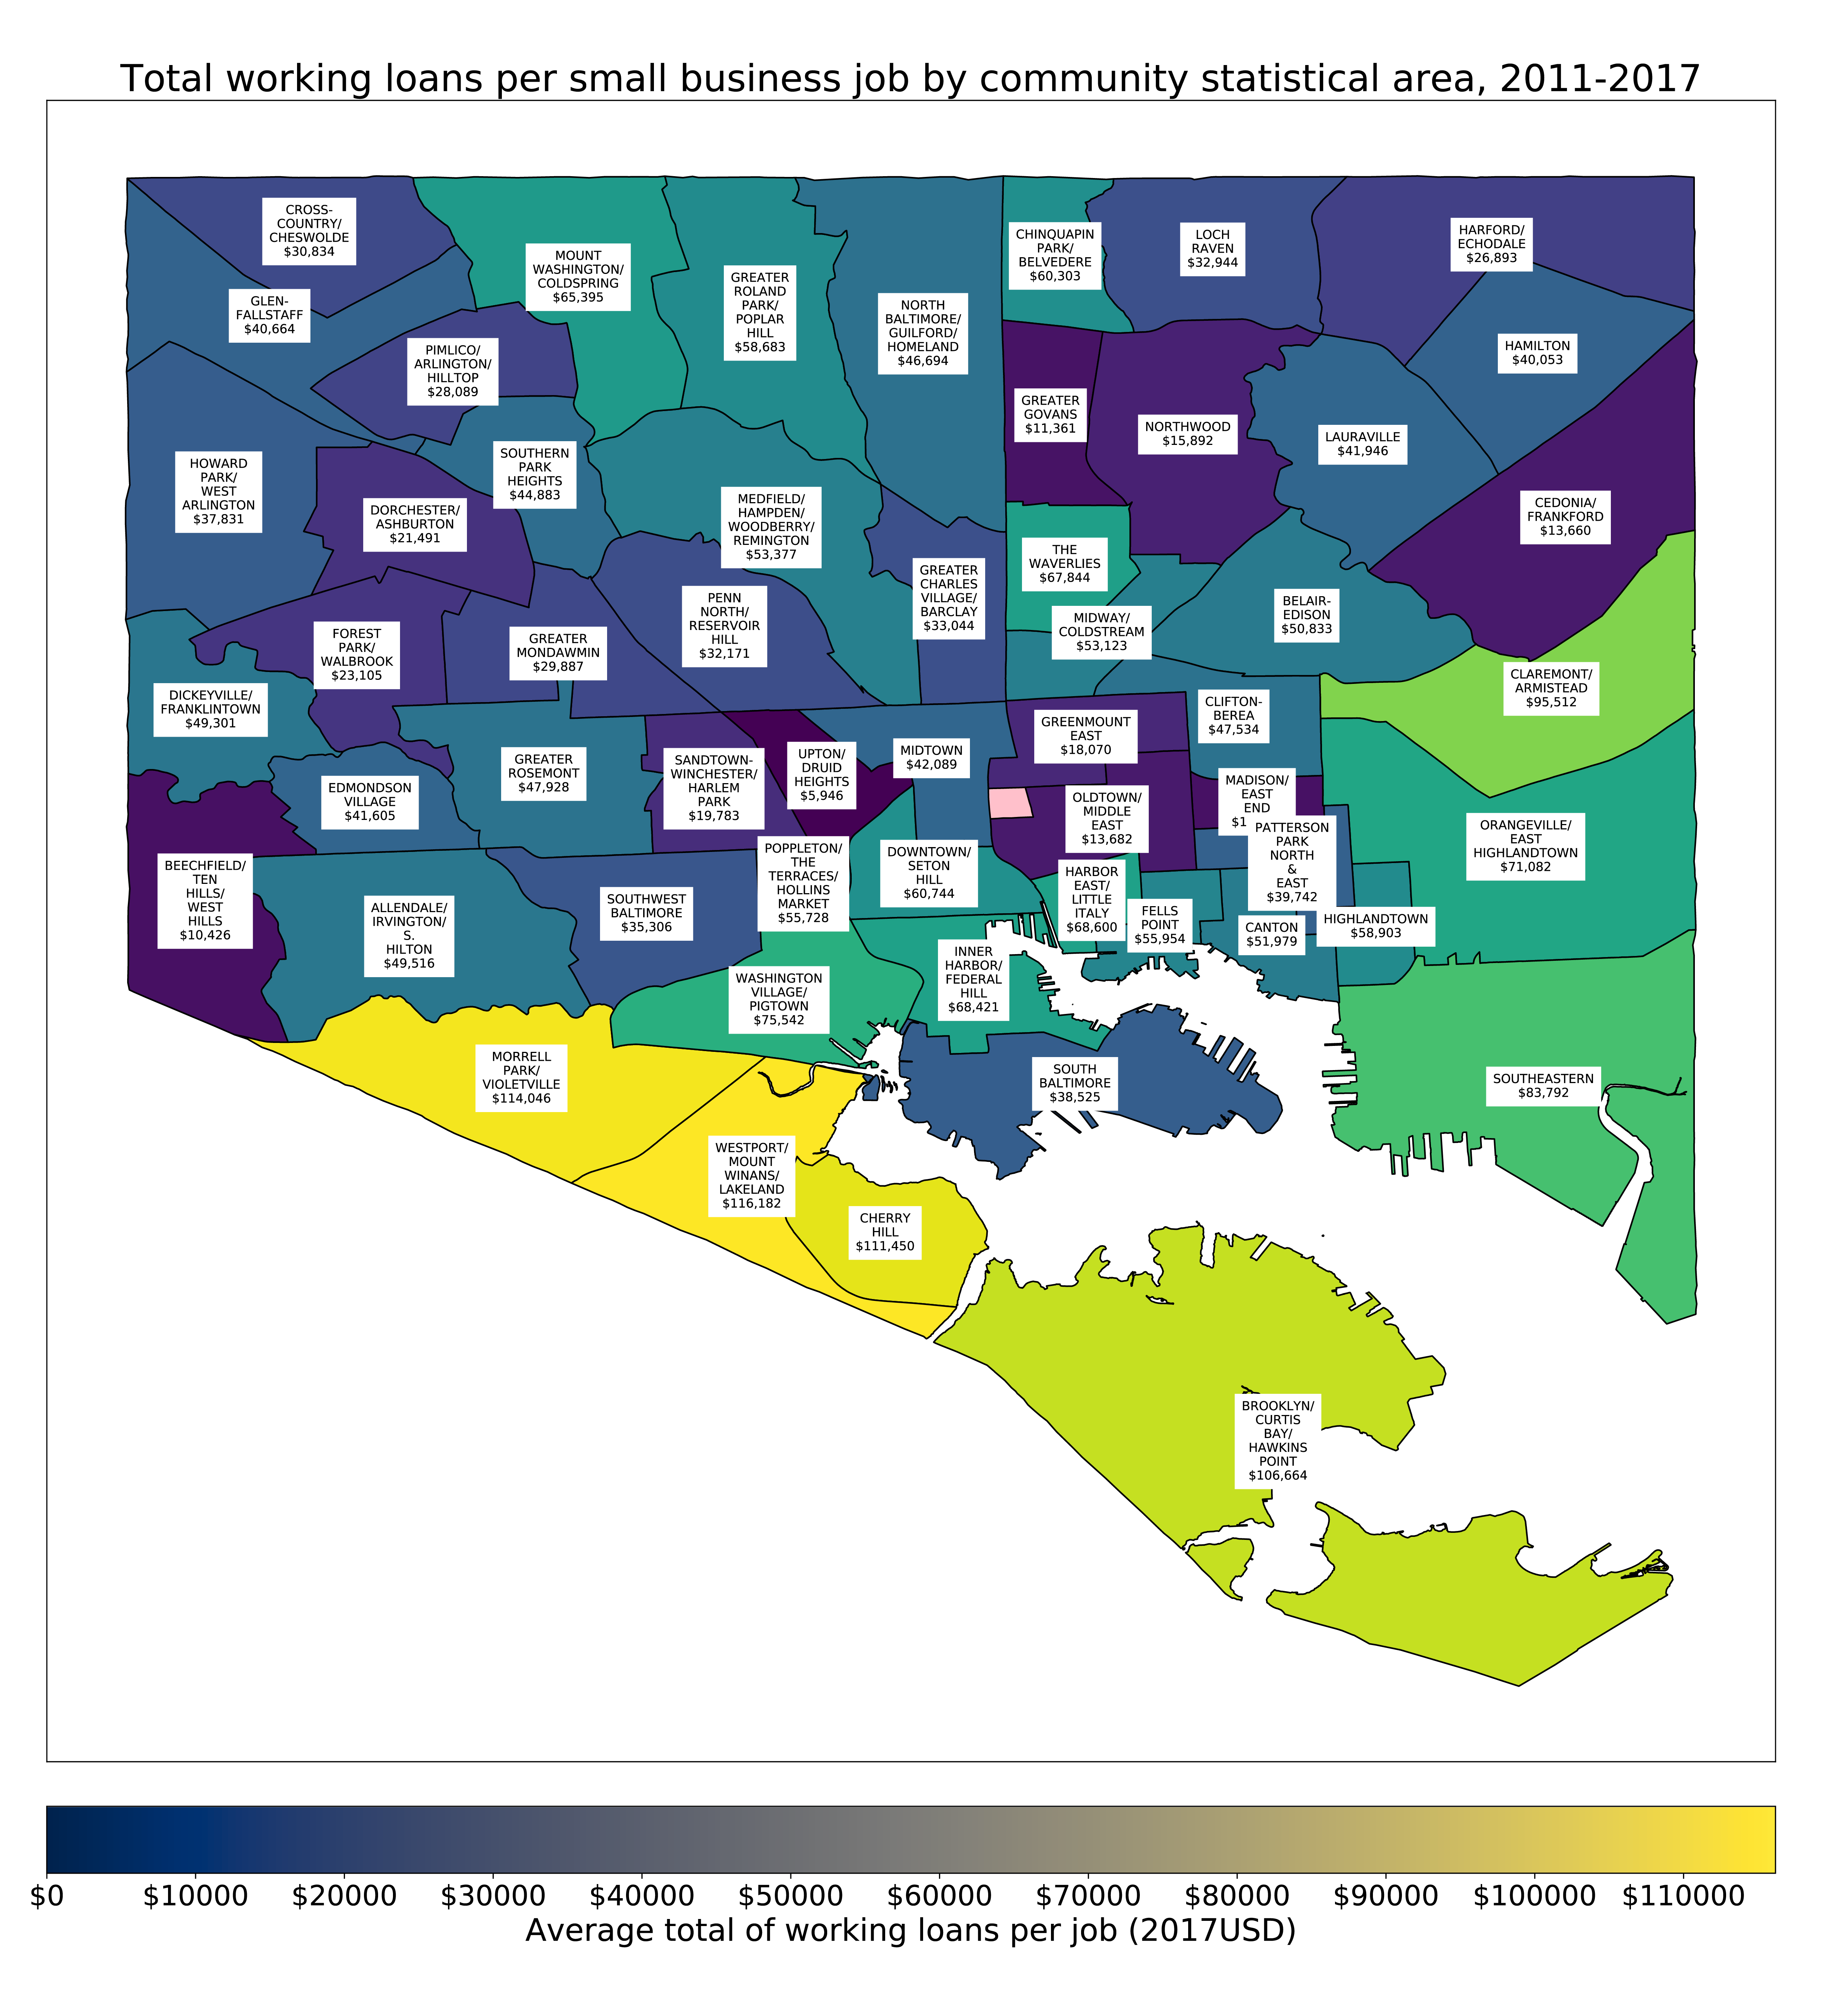 Total working loans per small business job by community statistical area, 2011-2017
CROSS-
COUNTRY/
CHESWOLDE
$30,834
GLEN-
FALLSTAFF
$40,664
MOUNT
WASHINGTON/
COLDSPRING
$65,395
GREATER
ROLAND
PARK/
POPLAR
HILL
$58,683
NORTH
BALTIMORE/
GUILFORD/
HOMELAND
$46,694
CHINQUAPIN
PARK/
BELVEDERE
$60,303
LOCH
RAVEN
$32,944
HARFORD/
ECHODALE
$26,893
HAMILTON
$40,053
PIMLICO/
ARLINGTON/
HILLTOP
$28,089
GREATER
GOVANS
$11,361
NORTHWOOD
$15,892
LAURAVILLE
$41,946
HOWARD
PARK/
WEST
ARLINGTON
$37,831
SOUTHERN
PARK
HEIGHTS
$44,883
DORCHESTER/
ASHBURTON
$21,491
MEDFIELD/
HAMPDEN/
WOODBERRY/
REMINGTON
$53,377
CEDONIA/
FRANKFORD
$13,660
THE
WAVERLIES
$67,844
GREATER
CHARLES
VILLAGE/
BARCLAY
$33,044
PENN
NORTH/
RESERVOIR
HILL
$32,171
MIDWAY/
COLDSTREAM
$53,123
BELAIR-
EDISON
$50,833
FOREST
PARK/
WALBROOK
$23,105
GREATER
MONDAWMIN
$29,887
DICKEYVILLE/
FRANKLINTOWN
$49,301
CLAREMONT/
ARMISTEAD
$95,512
CLIFTON-
BEREA
$47,534
GREENMOUNT
EAST
$18,070
MIDTOWN
$42,089
UPTON/
DRUID
HEIGHTS
$5,946
SANDTOWN-
WINCHESTER/
HARLEM
PARK
$19,783
GREATER
ROSEMONT
$47,928
EDMONDSON
VILLAGE
$41,605
MADISON/
EAST
END
$1
OLDTOWN/
MIDDLE
EAST
$13,682
PATTERSON
PARK
NORTH
&
EAST
$39,742
ORANGEVILLE/
EAST
HIGHLANDTOWN
$71,082
BEECHFIELD/
TEN
HILLS/
WEST
HILLS
$10,426
ALLENDALE/
IRVINGTON/
S.
HILTON
$49,516
SOUTHWEST
BALTIMORE
$35,306
POPPLETON/
THE
TERRACES/
HOLLINS
MARKET
$55,728
DOWNTOWN/
SETON
HILL
$60,744
HARBOR
EAST/
LITTLE
ITALY
$68,600
FELLS
POINT
$55,954
CANTON
$51,979
HIGHLANDTOWN
$58,903
INNER
HARBOR/
FEDERAL
HILL
$68,421
WASHINGTON
VILLAGE/
PIGTOWN
$75,542
MORRELL
PARK/
VIOLETVILLE
$114,046
SOUTH
BALTIMORE
$38,525
SOUTHEASTERN
$83,792
WESTPORT/
MOUNT
WINANS/
LAKELAND
$116,182
CHERRY
HILL
$111,450
BROOKLYN/
CURTIS
BAY/
HAWKINS
POINT
$106,664
$0 $10000 $20000 $30000 $40000 $50000 $60000 $70000 $80000 $90000 $100000 $110000
Average total of working loans per job (2017USD)